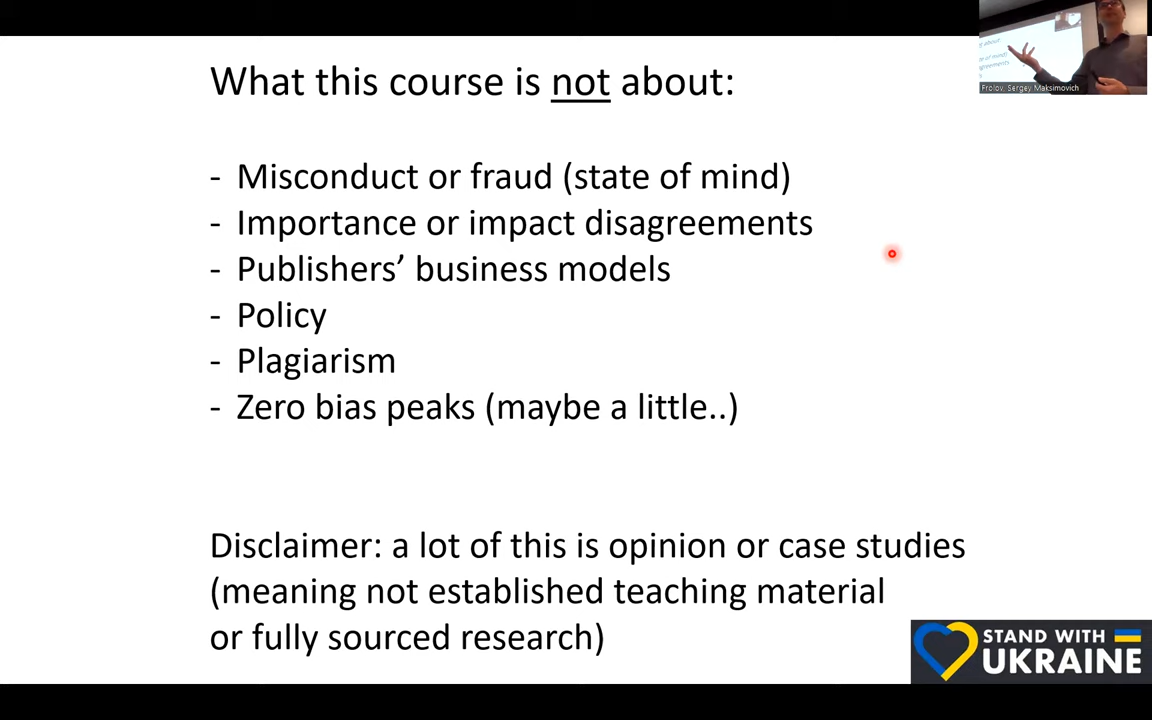 What this course is not about:
- Misconduct or fraud (state of mind)
- Importance or impact disagreements
- Publishers’ business models
- Policy
- Plagiarism
- Zero bias peaks (maybe a little..)
Disclaimer: a lot of this is opinion or case studies
(meaning not established teaching material
or fully sourced research)
STAND WITH
UKRAINE
Frolov, Sergey Maksimovich